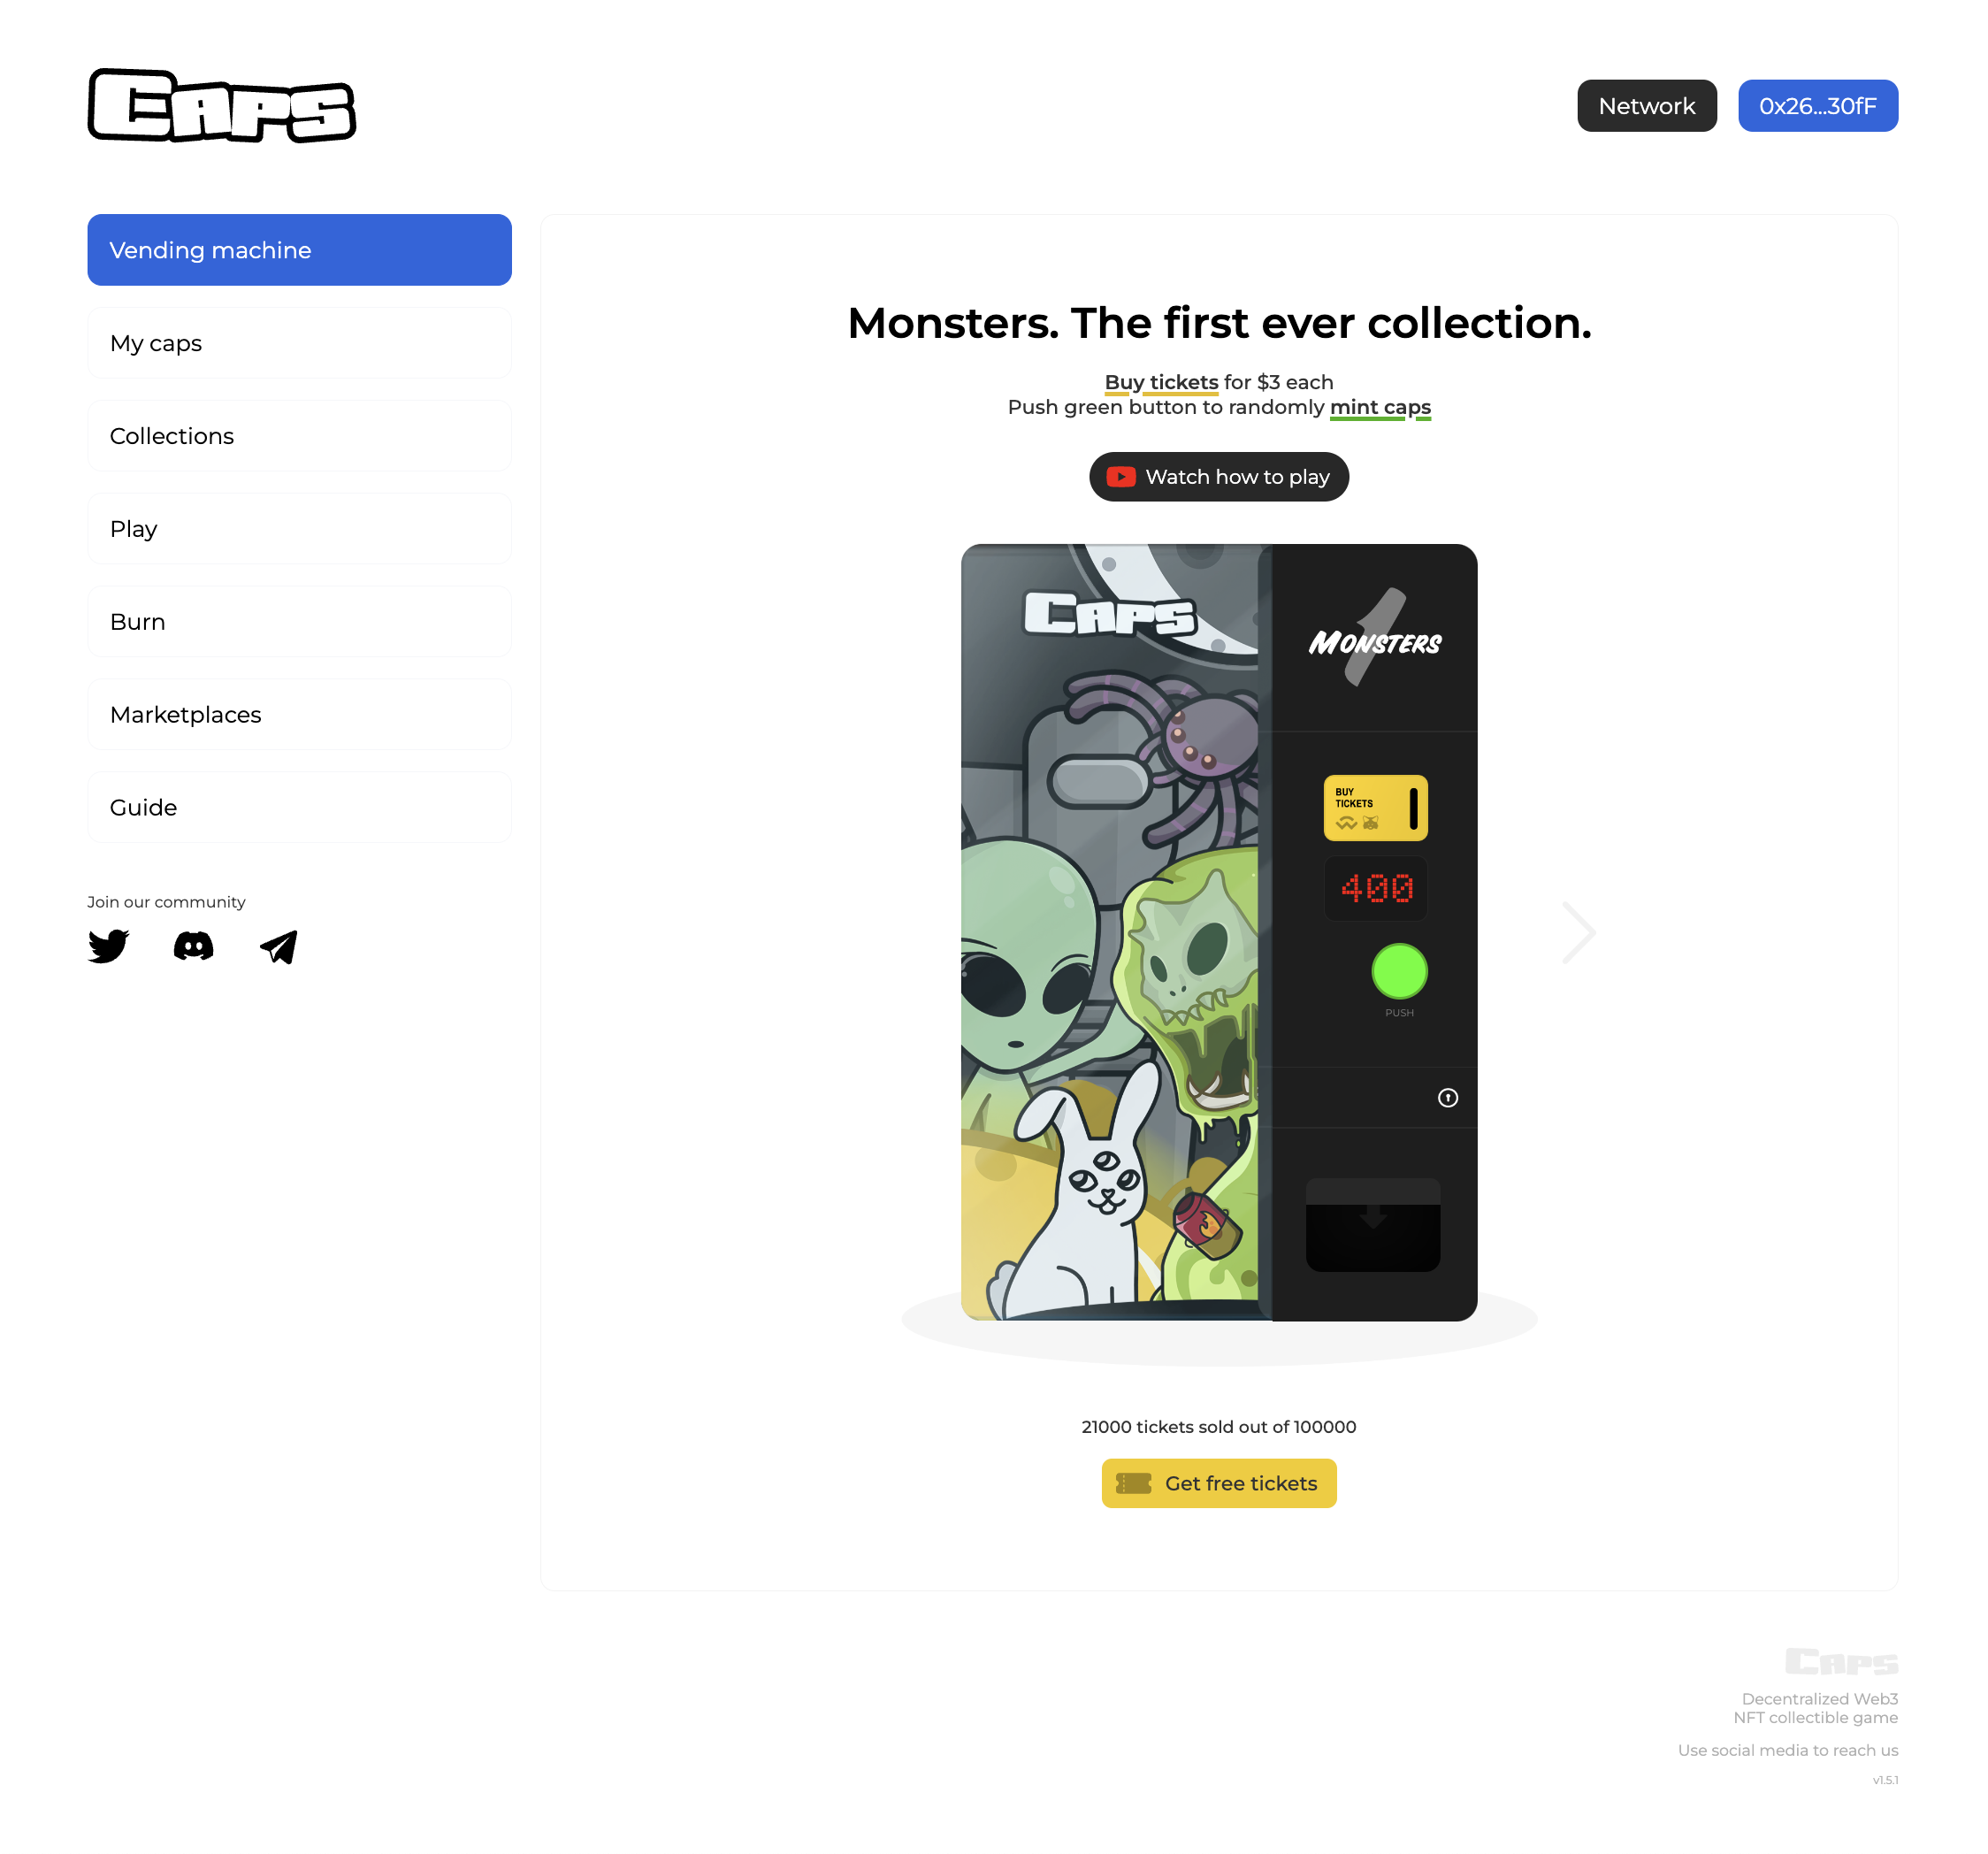 Caps
Network
0x26...30fF
Vending machine
My caps
Collections
Play
Burn
Marketplaces
Guide
Join our community
Monsters. The first ever collection.
Buy tickets for $3 each
Push green button to randomly mint caps
Watch how to play
Caps
1
Monsters
BUY
TICKETS
400
PUSH
21000 tickets sold out of 100000
Get free tickets
Caps
Decentralized Web3
NFT collectible game
Use social media to reach us
v1.5.1